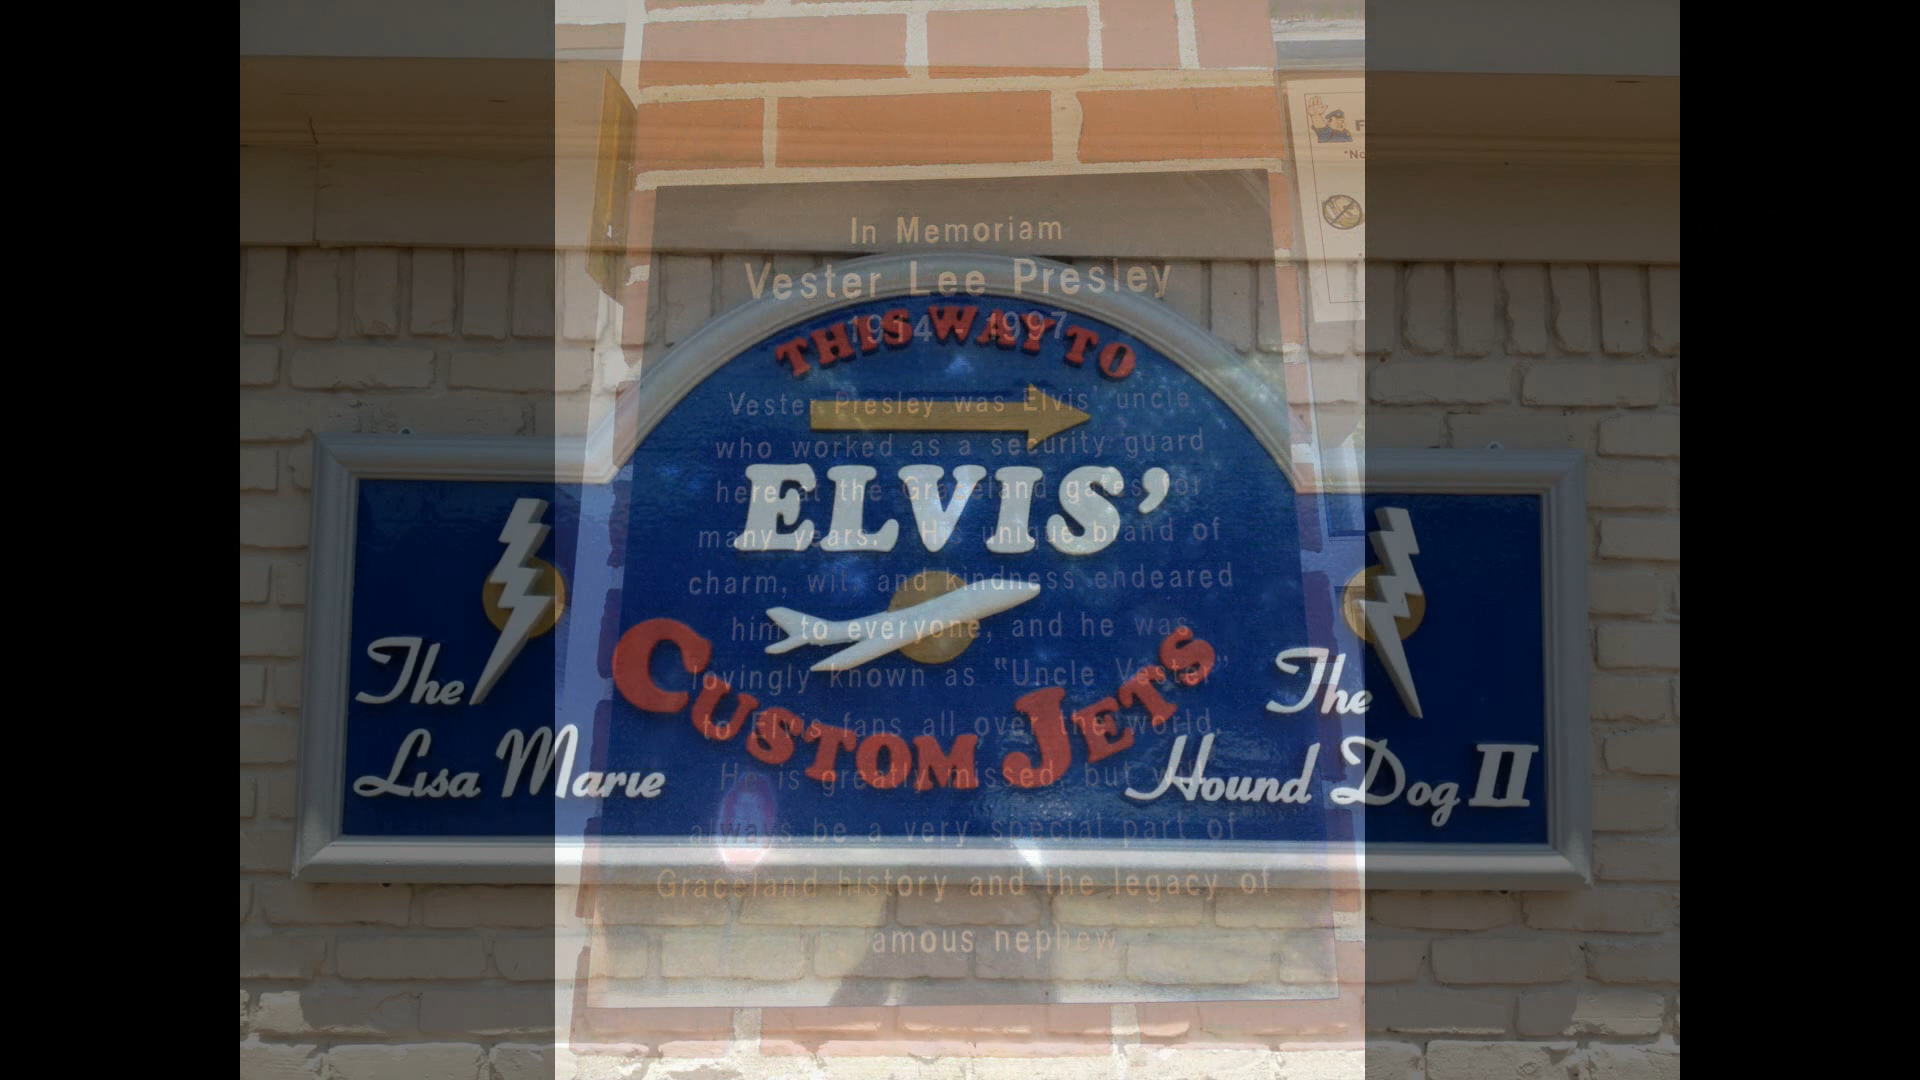 In Memoriam
Vester Lee Presley
1914 - 1997
Vester Presley was Elvis' uncle
who worked as a security guard
here at the Graceland gates for
many years. His unique brand of
charm, wit, and kindness endeared
him to everyone, and he was
lovingly known as "Uncle Vester"
to Elvis fans all over the world.
He is greatly missed, but will
always be a very special part of
Graceland history and the legacy of
famous nephew
THIS WAY TO
ELVIS'
CUSTOM JETS
The
Lisa Marie
The
Hound Dog II